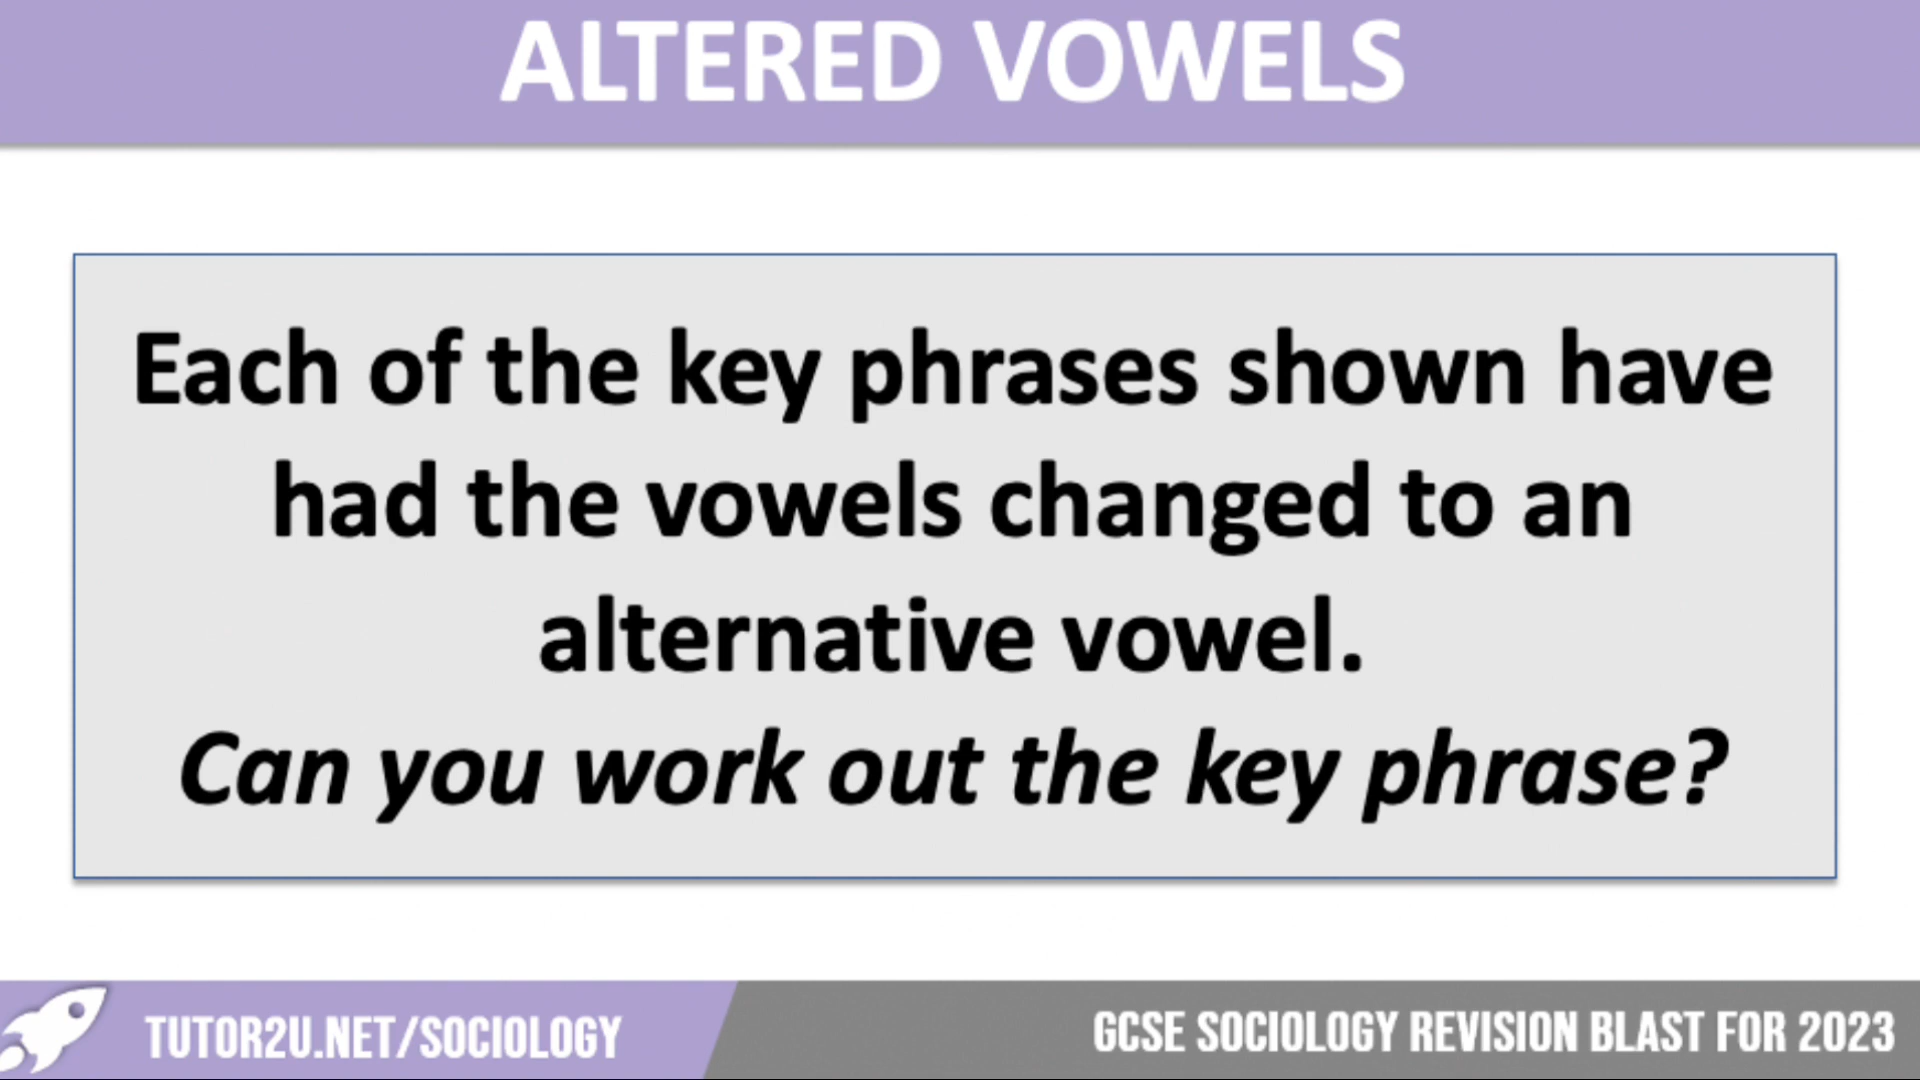 ALTERED VOWELS
Each of the key phrases shown have
had the vowels changed to an
alternative vowel.
Can you work out the key phrase?
TUTOR2U.NET/SOCIOLOGY
GCSE SOCIOLOGY REVISION BLAST FOR 2023